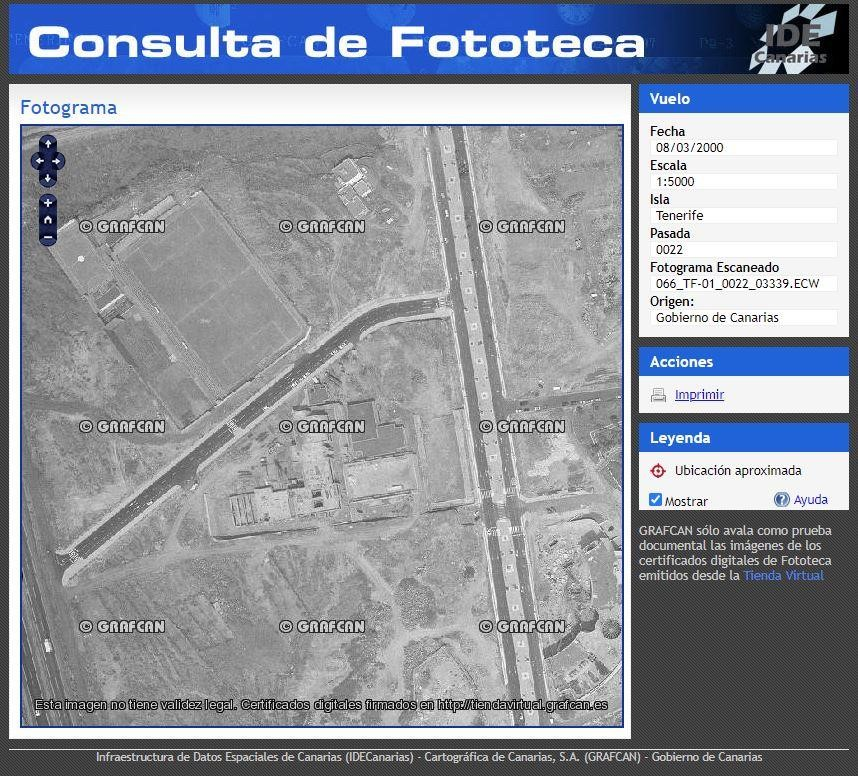 Consulta de Fototeca
IDE
Canarias
Fotograma
© GRAFCAN © GRAFCAN © GRAFCAN
© GRAFCAN © GRAFCAN © GRAFCAN
© GRAFCAN © GRAFCAN © GRAFCAN
Esta imagen no tiene validez legal. Certificados digitales firmados en http://tiendavirtual.grafcan.es
Vuelo
Fecha
08/03/2000
Escala
1:5000
Isla
Tenerife
Pasada
0022
Fotograma Escaneado
066_TF-01_0022_03339.ECW
Origen:
Gobierno de Canarias
Acciones
Imprimir
Leyenda
Ubicación aproximada
Mostrar Ayuda
GRAFCAN sólo avala como prueba
documental las imágenes de los
certificados digitales de Fototeca
emitidos desde la Tienda Virtual
Infraestructura de Datos Espaciales de Canarias (IDECanarias) - Cartográfica de Canarias, S.A. (GRAFCAN) - Gobierno de Canarias